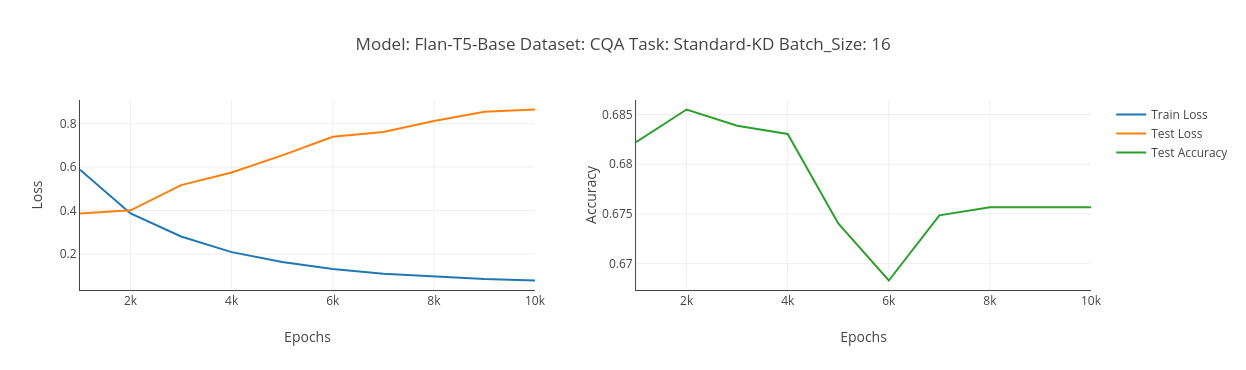 Model: Flan-T5-Base Dataset: CQA Task: Standard-KD Batch_Size: 16
Loss
0.8
0.6
0.4
0.2
2k
4k
6k
8k
10k
Epochs
Accuracy
0.685
0.68
0.675
0.67
2k
4k
6k
8k
10k
Epochs
Train Loss
Test Loss
Test Accuracy